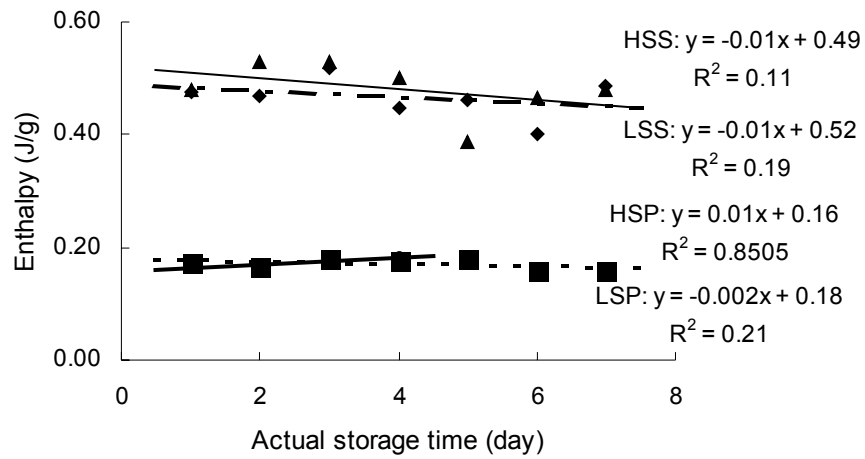 0.60
0.40
0.20
0.00
Enthalpy (J/g)
0 2 4 6 8
Actual storage time (day)
HSS: y = -0.01x + 0.49
R² = 0.11
LSS: y = -0.01x + 0.52
R² = 0.19
HSP: y = 0.01x + 0.16
R² = 0.8505
LSP: y = -0.002x + 0.18
R² = 0.21